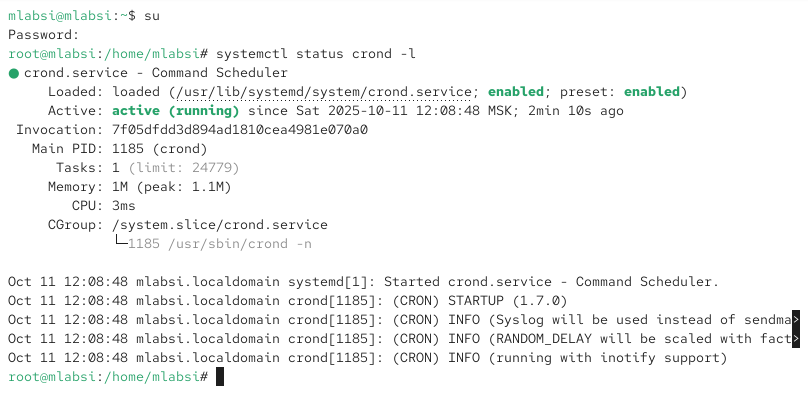 mlabsi@mlabsi:~$ su
Password:
root@mlabsi:/home/mlabsi# systemctl status crond -l
● crond.service - Command Scheduler
     Loaded: loaded (/usr/lib/systemd/system/crond.service; enabled; preset: enabled)
     Active: active (running) since Sat 2025-10-11 12:08:48 MSK; 2min 10s ago
 Invocation: 7f05dfdd3d894ad1810cea4981e070a0
   Main PID: 1185 (crond)
      Tasks: 1 (limit: 24779)
     Memory: 1M (peak: 1.1M)
        CPU: 3ms
     CGroup: /system.slice/crond.service
             └─1185 /usr/sbin/crond -n

Oct 11 12:08:48 mlabsi.localdomain systemd[1]: Started crond.service - Command Scheduler.
Oct 11 12:08:48 mlabsi.localdomain crond[1185]: (CRON) STARTUP (1.7.0)
Oct 11 12:08:48 mlabsi.localdomain crond[1185]: (CRON) INFO (Syslog will be used instead of sendma>
Oct 11 12:08:48 mlabsi.localdomain crond[1185]: (CRON) INFO (RANDOM_DELAY will be scaled with fact>
Oct 11 12:08:48 mlabsi.localdomain crond[1185]: (CRON) INFO (running with inotify support)
root@mlabsi:/home/mlabsi#